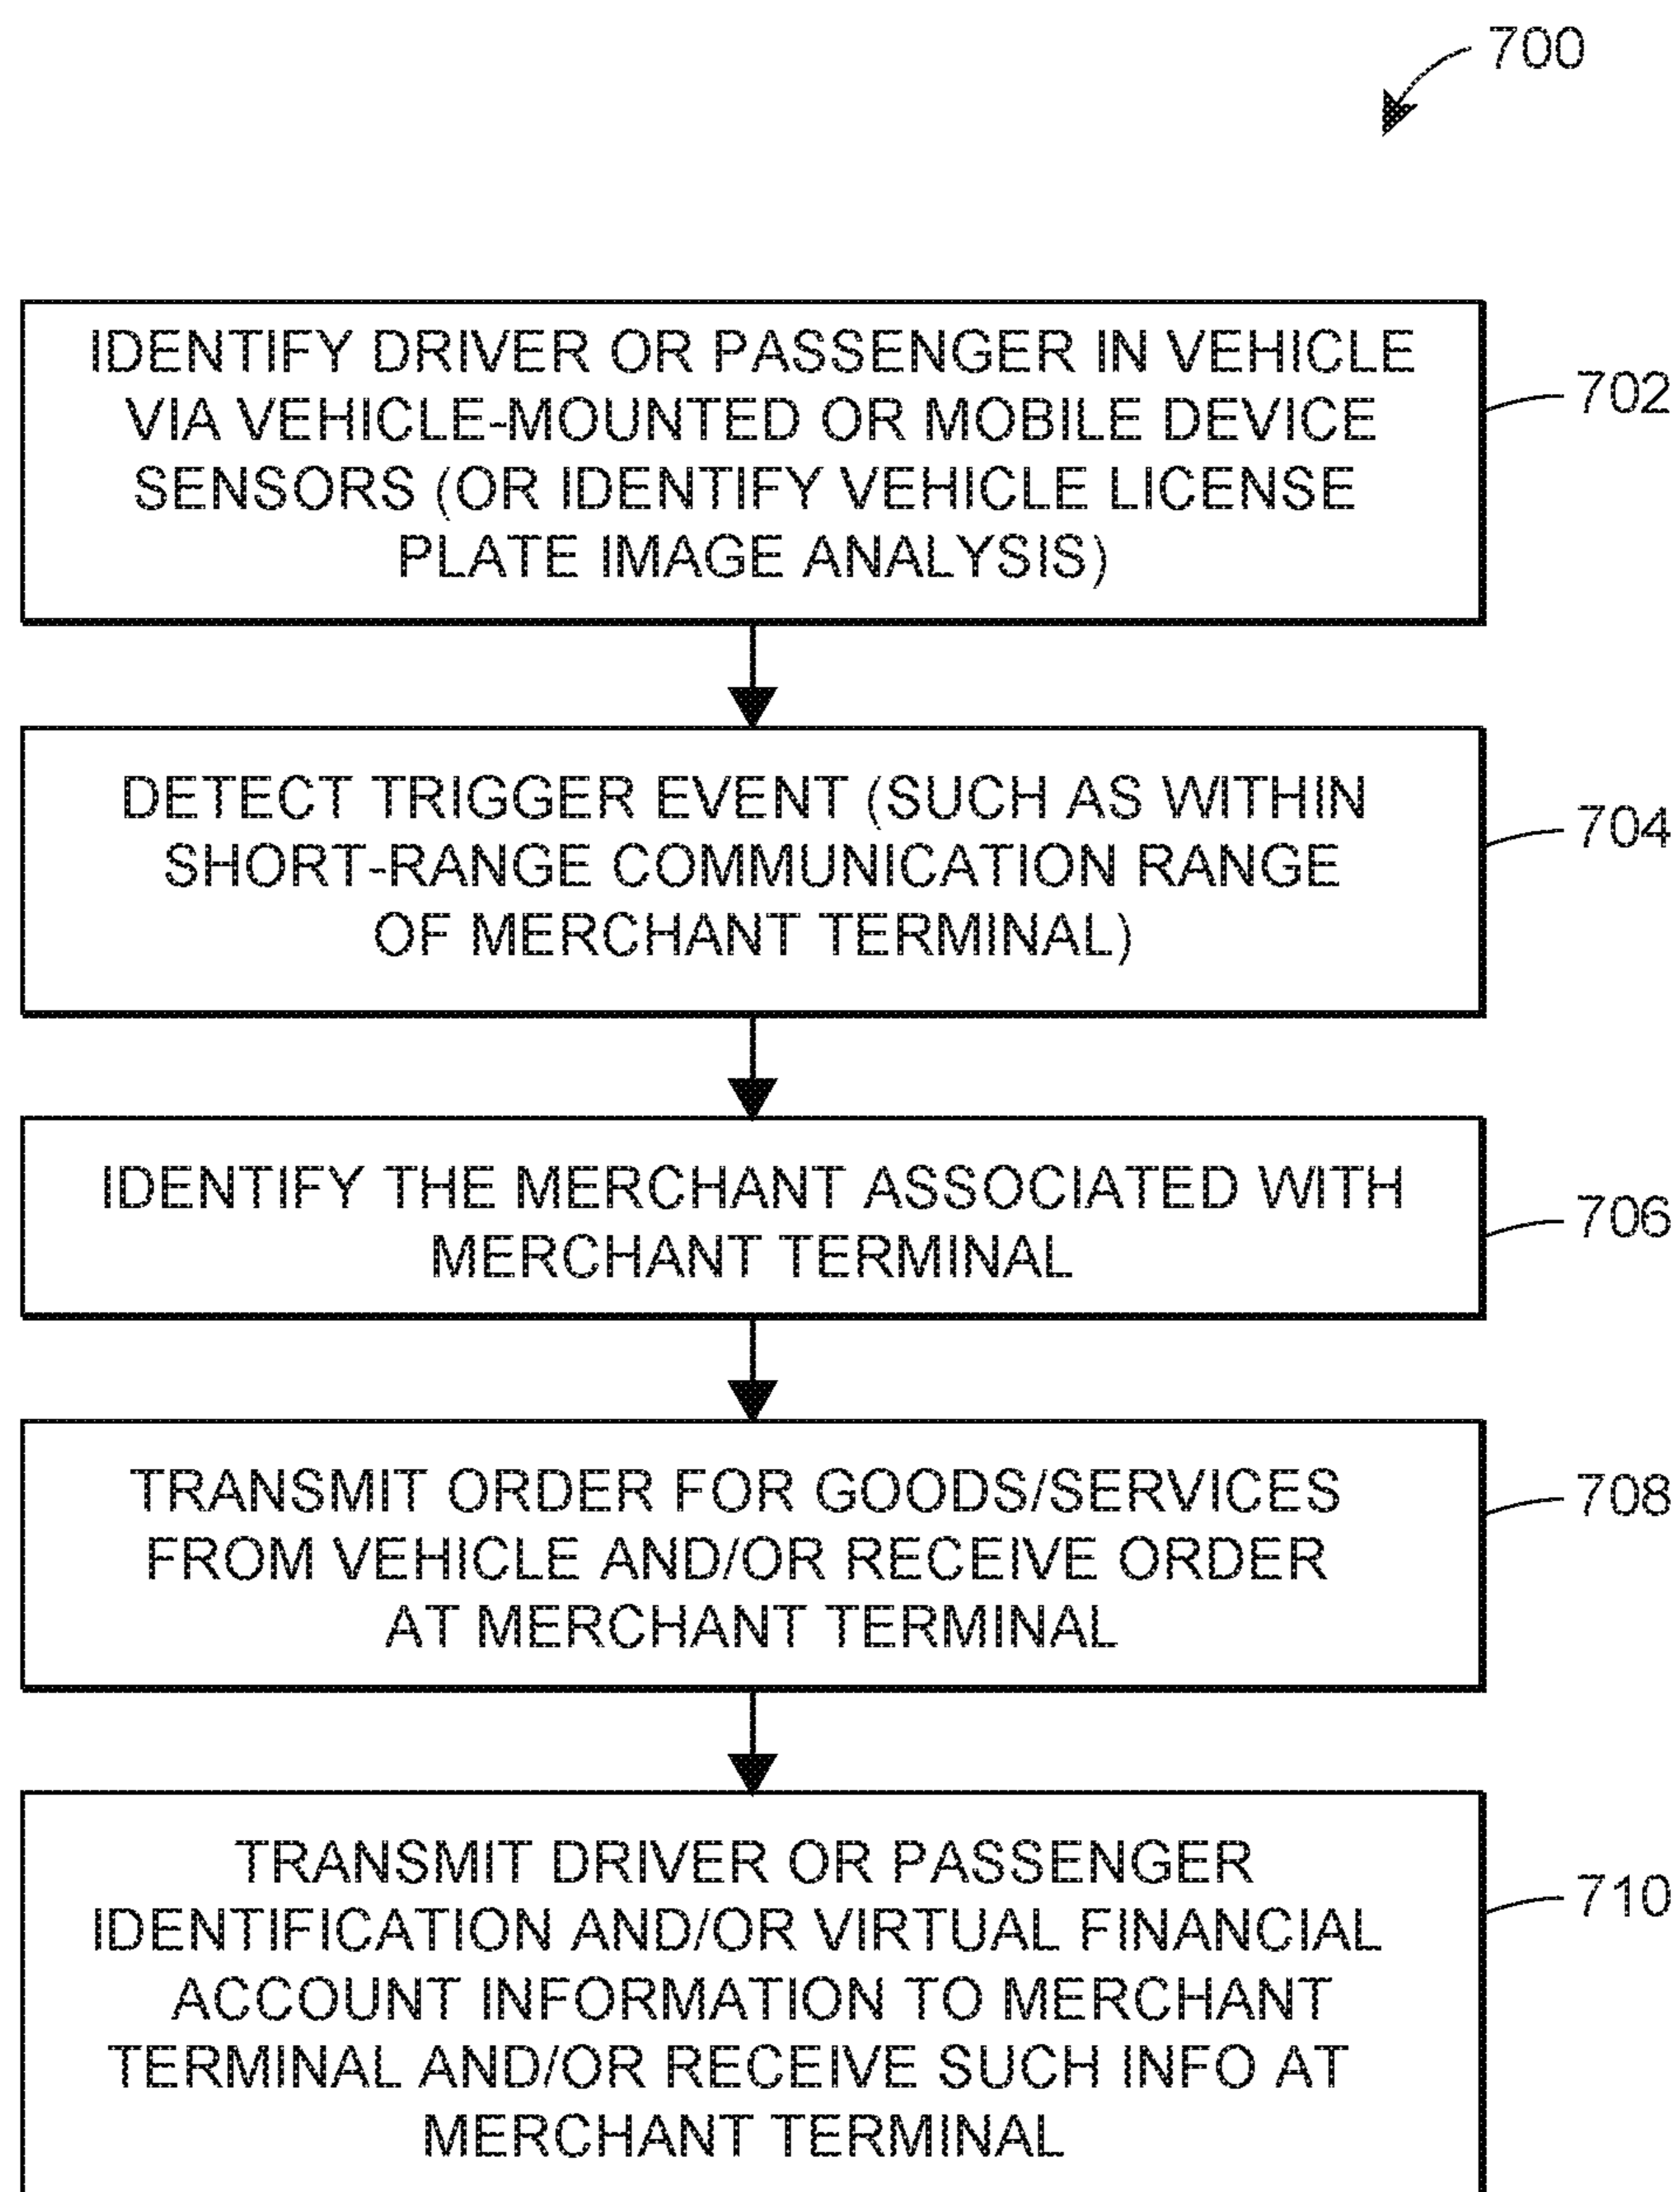 700
IDENTIFY DRIVER OR PASSENGER IN VEHICLE
VIA VEHICLE-MOUNTED OR MOBILE DEVICE
SENSORS (OR IDENTIFY VEHICLE LICENSE
PLATE IMAGE ANALYSIS)
702
DETECT TRIGGER EVENT (SUCH AS WITHIN
SHORT-RANGE COMMUNICATION RANGE
OF MERCHANT TERMINAL)
704
IDENTIFY THE MERCHANT ASSOCIATED WITH
MERCHANT TERMINAL
706
TRANSMIT ORDER FOR GOODS/SERVICES
FROM VEHICLE AND/OR RECEIVE ORDER
AT MERCHANT TERMINAL
708
TRANSMIT DRIVER OR PASSENGER
IDENTIFICATION AND/OR VIRTUAL FINANCIAL
ACCOUNT INFORMATION TO MERCHANT
TERMINAL AND/OR RECEIVE SUCH INFO AT
MERCHANT TERMINAL
710